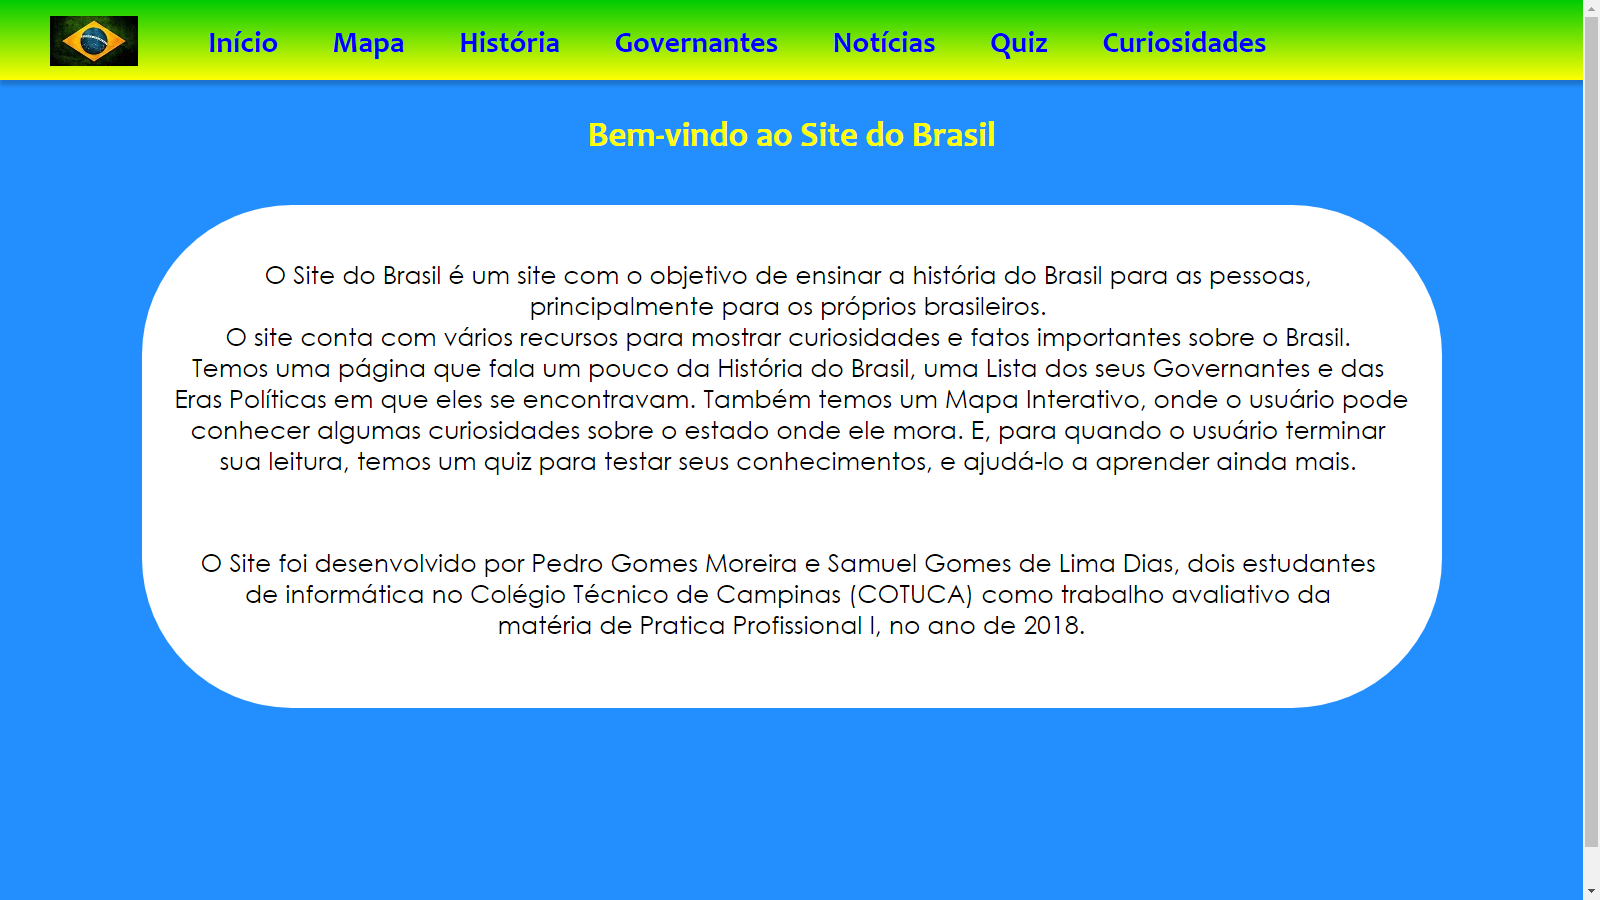 Início Mapa História Governantes Notícias Quiz Curiosidades
Bem-vindo ao Site do Brasil
O Site do Brasil é um site com o objetivo de ensinar a história do Brasil para as pessoas,
principalmente para os próprios brasileiros.
O site conta com vários recursos para mostrar curiosidades e fatos importantes sobre o Brasil.
Temos uma página que fala um pouco da História do Brasil, uma Lista dos seus Governantes e das
Eras Políticas em que eles se encontravam. Também temos um Mapa Interativo, onde o usuário pode
conhecer algumas curiosidades sobre o estado onde ele mora. E, para quando o usuário terminar
sua leitura, temos um quiz para testar seus conhecimentos, e ajudá-lo a aprender ainda mais.
O Site foi desenvolvido por Pedro Gomes Moreira e Samuel Gomes de Lima Dias, dois estudantes
de informática no Colégio Técnico de Campinas (COTUCA) como trabalho avaliativo da
matéria de Pratica Profissional I, no ano de 2018.